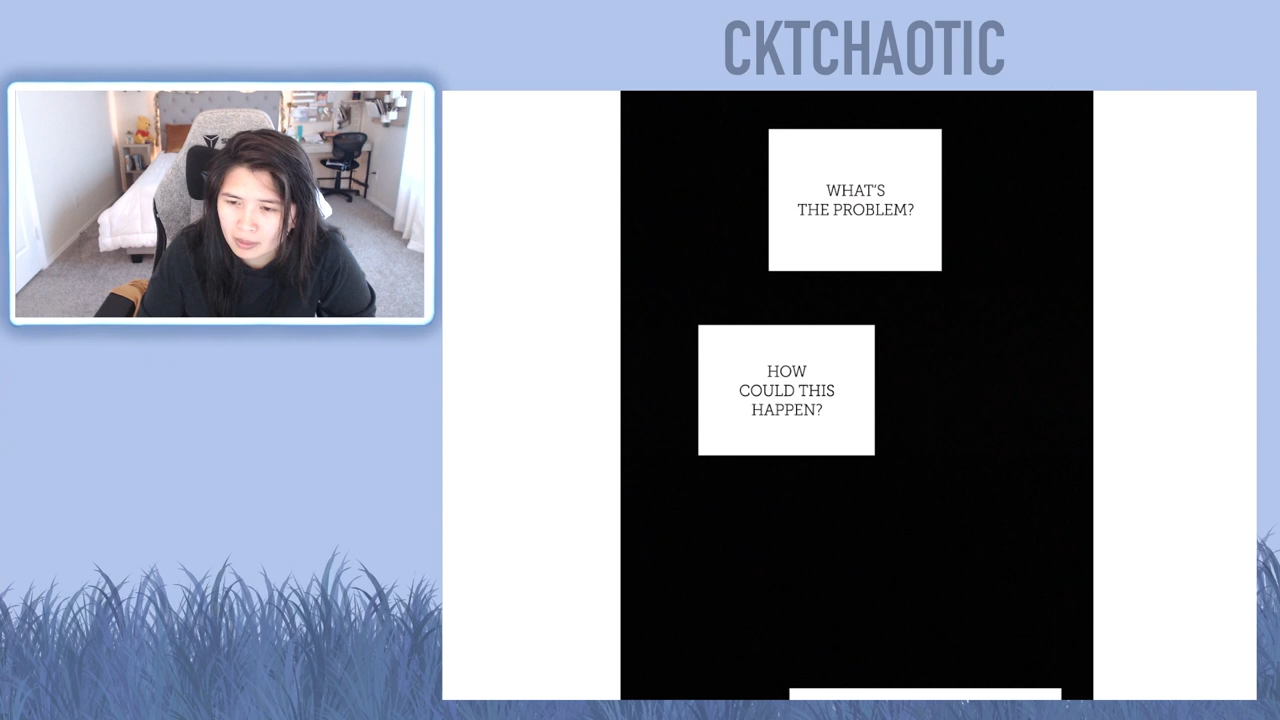 CKTCHAOTIC
WHAT'S
THE PROBLEM?
HOW
COULD THIS
HAPPEN?